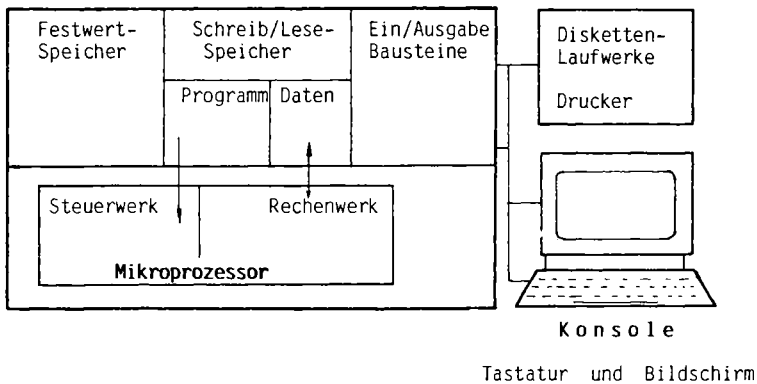 Festwert-
Speicher
Schreib/Lese-
Speicher
Programm
Daten
Ein/Ausgabe
Bausteine
Disketten-
Laufwerke
Drucker
Steuerwerk
Rechenwerk
Mikroprozessor
Konsole
Tastatur und Bildschirm